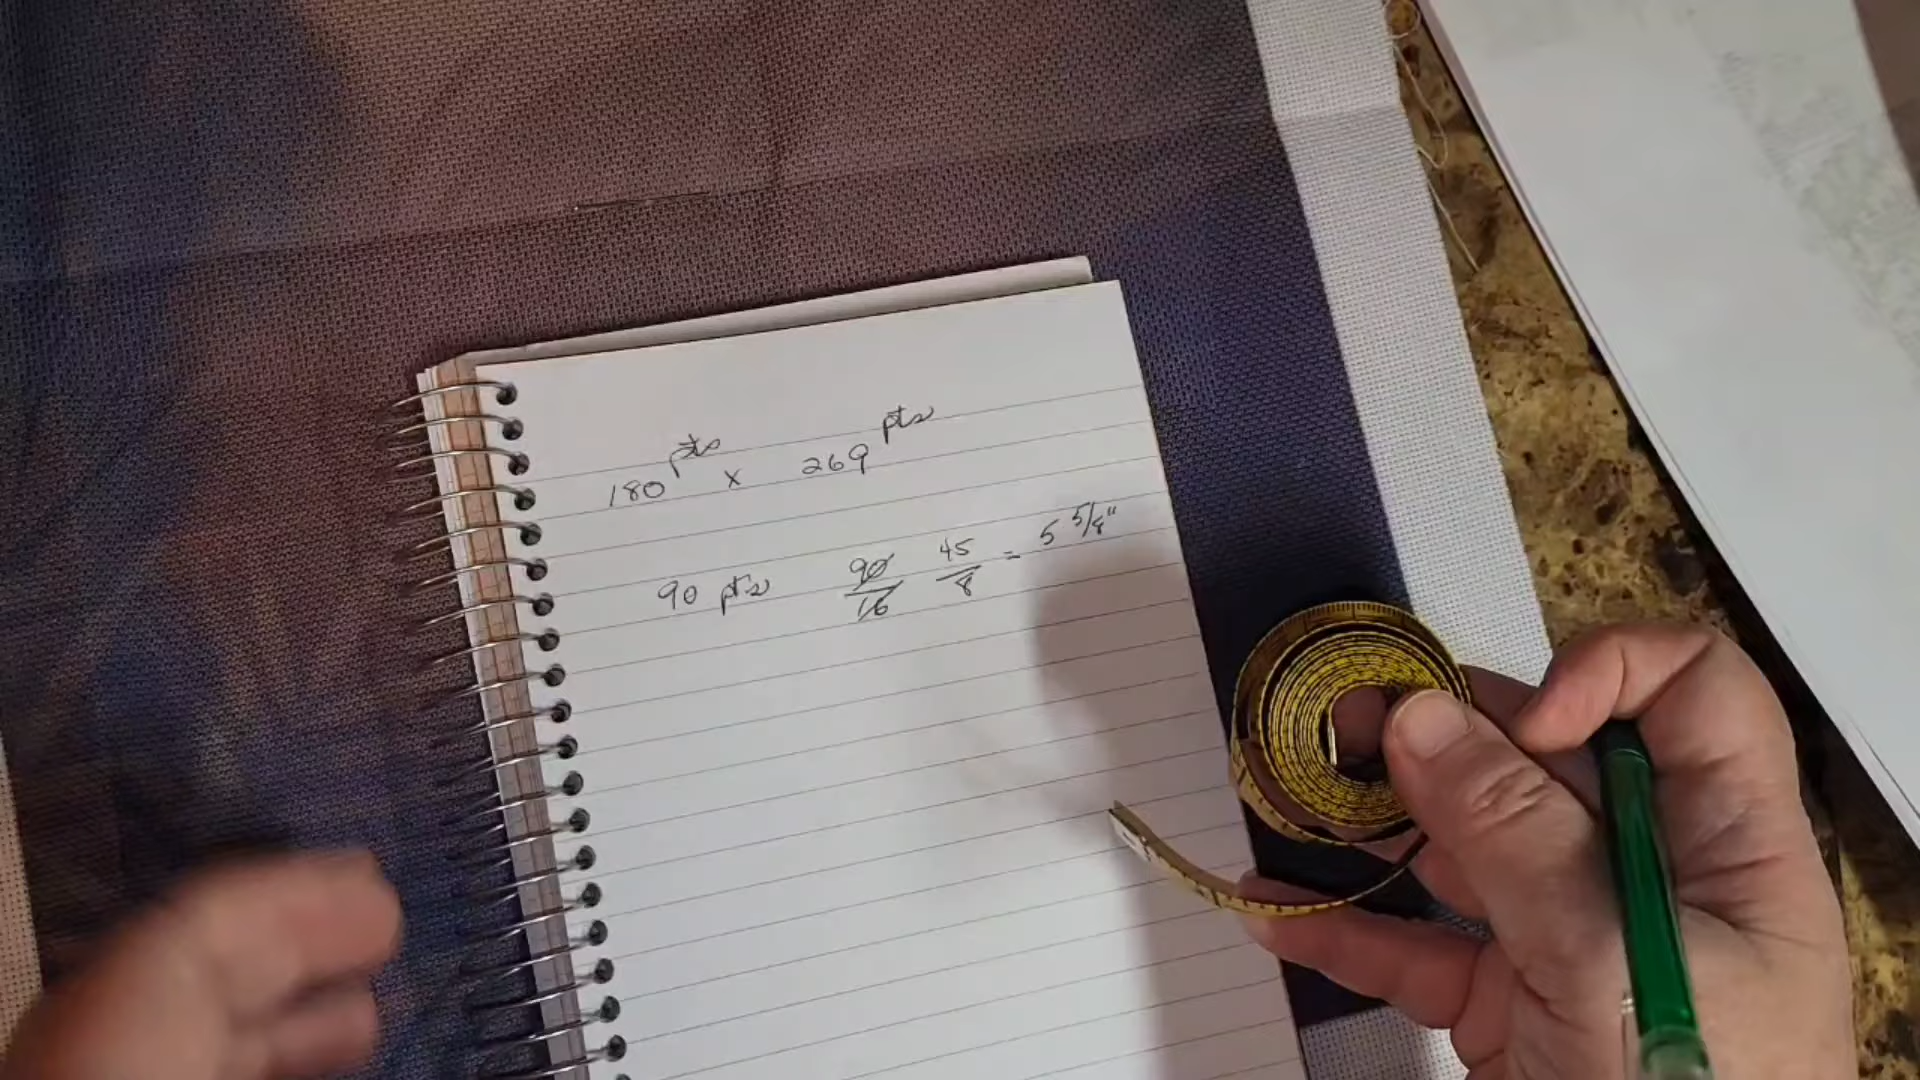 180 pts x 269 pts
90 pts 90/16 45/8 = 5 5/8"